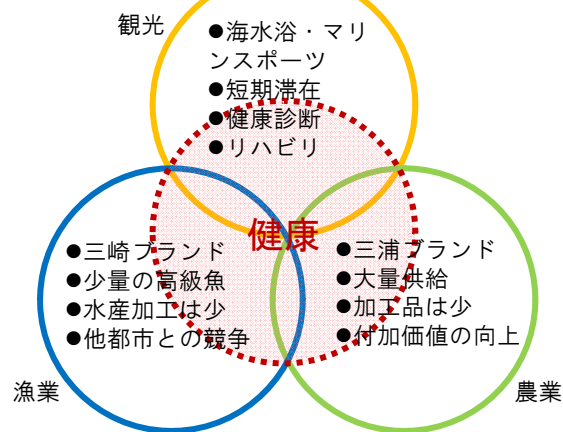 観光
●海水浴・マリ
ンスポーツ
●短期滞在
●健康診断
●リハビリ
健康
●三崎ブランド
●少量の高級魚
●水産加工は少
●他都市との競争
●三浦ブランド
●大量供給
●加工品は少
●付加価値の向上
漁業
農業